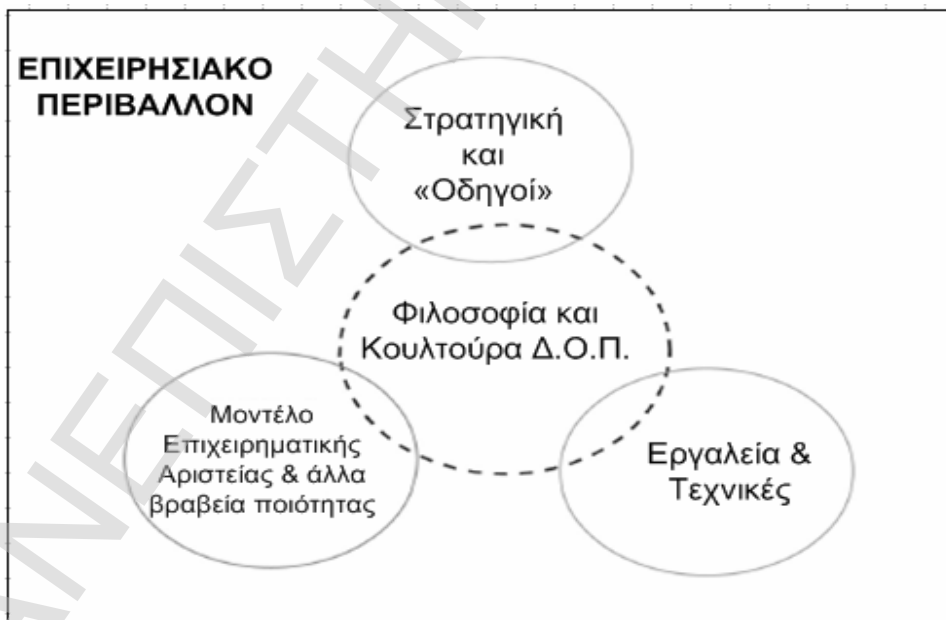 ΕΠΙΧΕΙΡΗΣΙΑΚΟ
ΠΕΡΙΒΑΛΛΟΝ
Στρατηγική
και
«Οδηγοί»
Φιλοσοφία και
Κουλτούρα Δ.Ο.Π.
Μοντέλο
Επιχειρηματικής
Αριστείας & άλλα
βραβεία ποιότητας
Εργαλεία &
Τεχνικές